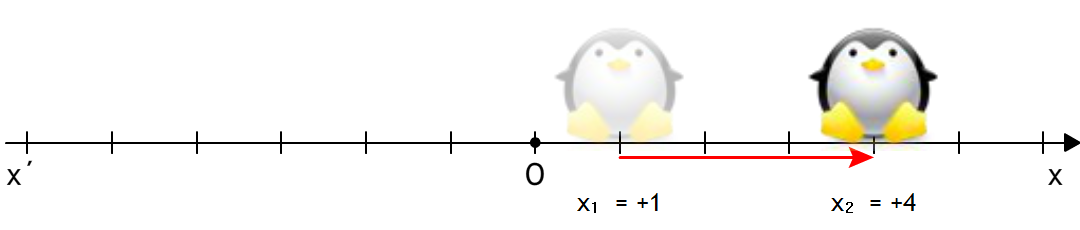 x′ O x
x₁ = +1 x₂ = +4